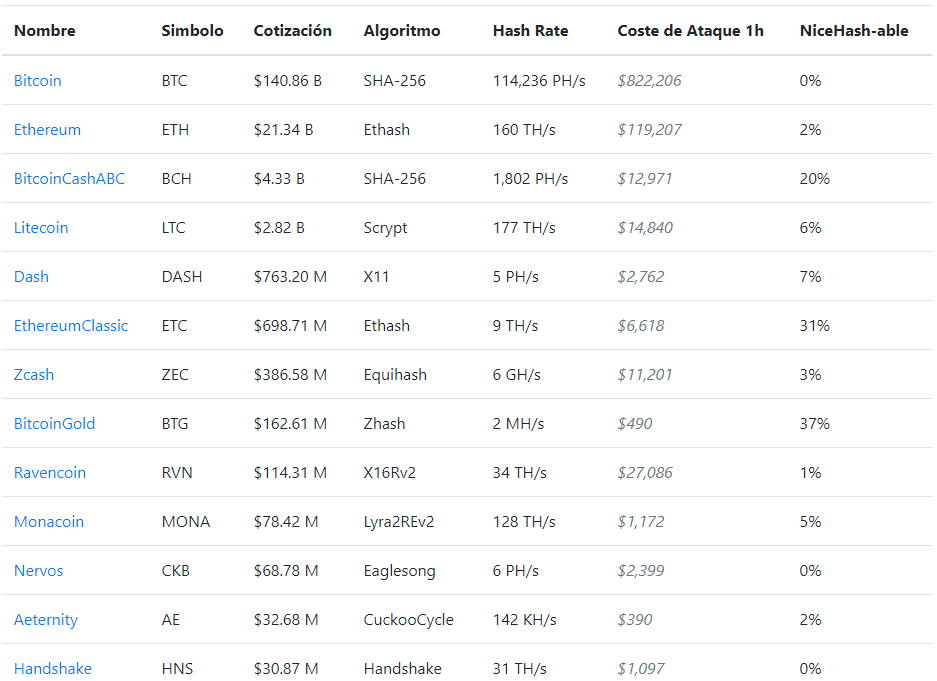 Nombre Simbolo Cotización Algoritmo Hash Rate Coste de Ataque 1h NiceHash-able
Bitcoin BTC $140.86 B SHA-256 114,236 PH/s $822,206 0%
Ethereum ETH $21.34 B Ethash 160 TH/s $119,207 2%
BitcoinCashABC BCH $4.33 B SHA-256 1,802 PH/s $12,971 20%
Litecoin LTC $2.82 B Scrypt 177 TH/s $14,840 6%
Dash DASH $763.20 M X11 5 PH/s $2,762 7%
EthereumClassic ETC $698.71 M Ethash 9 TH/s $6,618 31%
Zcash ZEC $386.58 M Equihash 6 GH/s $11,201 3%
BitcoinGold BTG $162.61 M Zhash 2 MH/s $490 37%
Ravencoin RVN $114.31 M X16Rv2 34 TH/s $27,086 1%
Monacoin MONA $78.42 M Lyra2REv2 128 TH/s $1,172 5%
Nervos CKB $68.78 M Eaglesong 6 PH/s $2,399 0%
Aeternity AE $32.68 M CuckooCycle 142 KH/s $390 2%
Handshake HNS $30.87 M Handshake 31 TH/s $1,097 0%